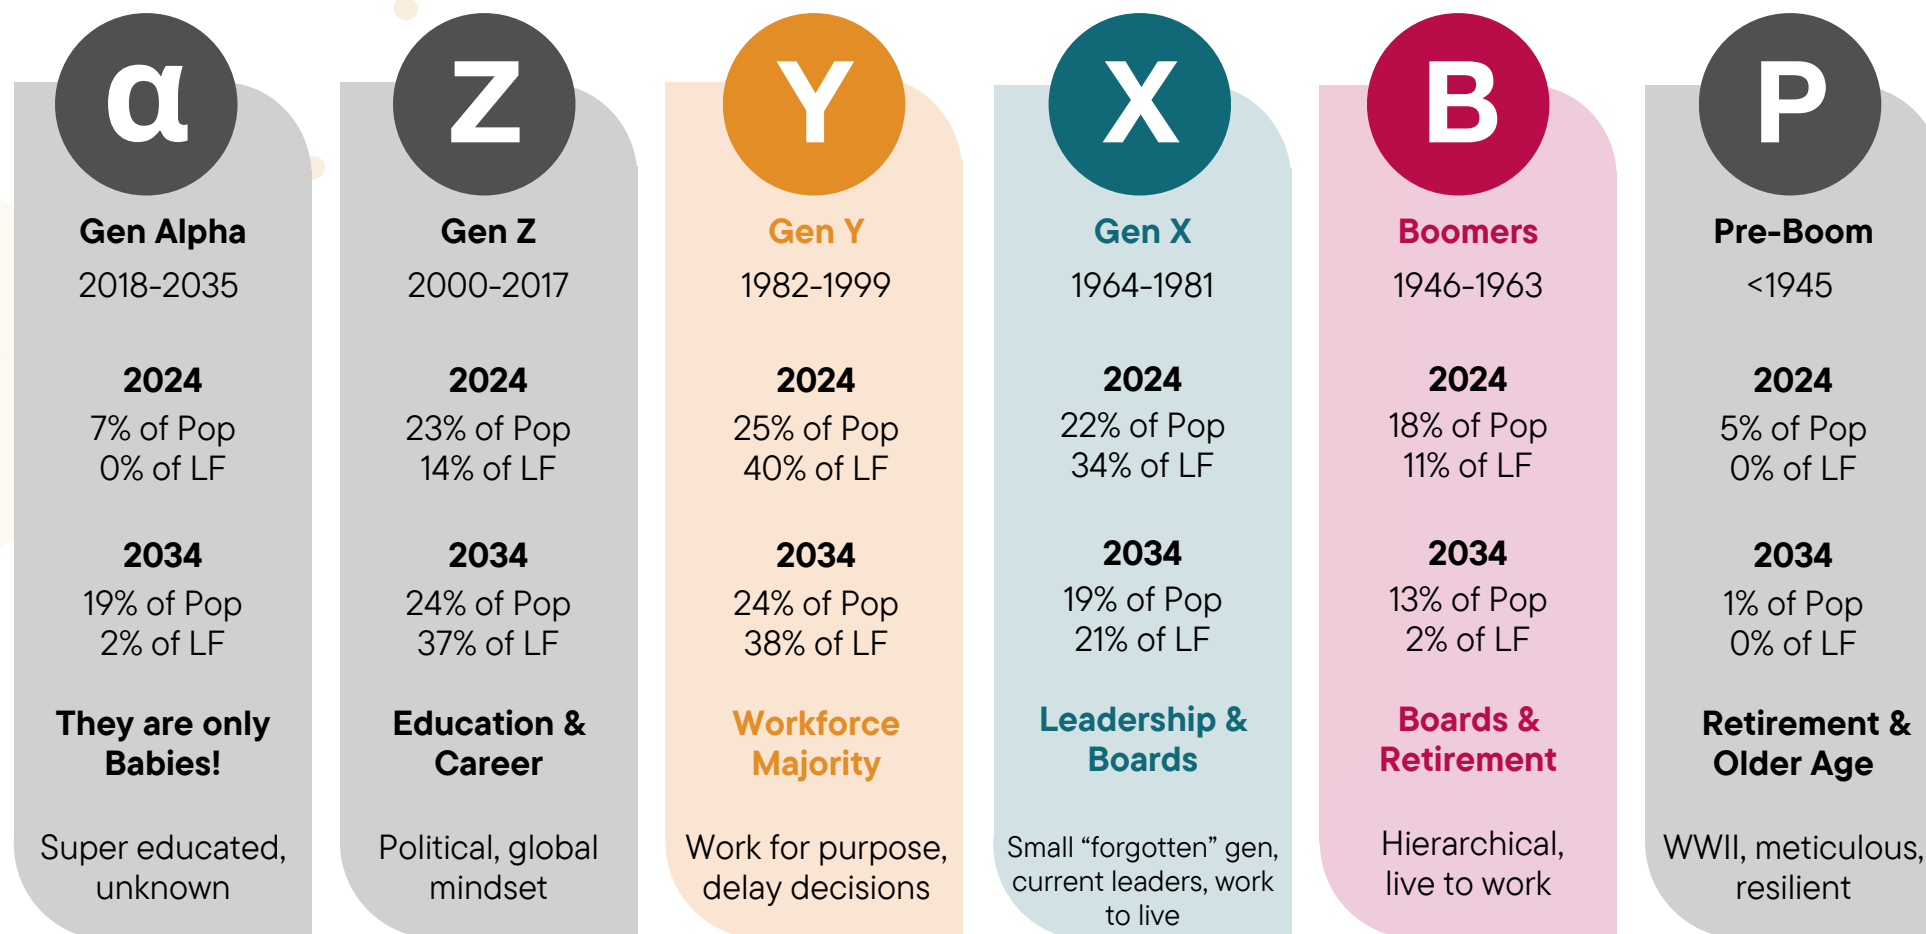 α
Gen Alpha
2018-2035
2024
7% of Pop
0% of LF
2034
19% of Pop
2% of LF
They are only
Babies!
Super educated,
unknown
Z
Gen Z
2000-2017
2024
23% of Pop
14% of LF
2034
24% of Pop
37% of LF
Education &
Career
Political, global
mindset
Y
Gen Y
1982-1999
2024
25% of Pop
40% of LF
2034
24% of Pop
38% of LF
Workforce
Majority
Work for purpose,
delay decisions
X
Gen X
1964-1981
2024
22% of Pop
34% of LF
2034
19% of Pop
21% of LF
Leadership &
Boards
Small “forgotten” gen,
current leaders, work
to live
B
Boomers
1946-1963
2024
18% of Pop
11% of LF
2034
13% of Pop
2% of LF
Boards &
Retirement
Hierarchical,
live to work
P
Pre-Boom
<1945
2024
5% of Pop
0% of LF
2034
1% of Pop
0% of LF
Retirement &
Older Age
WWII, meticulous,
resilient